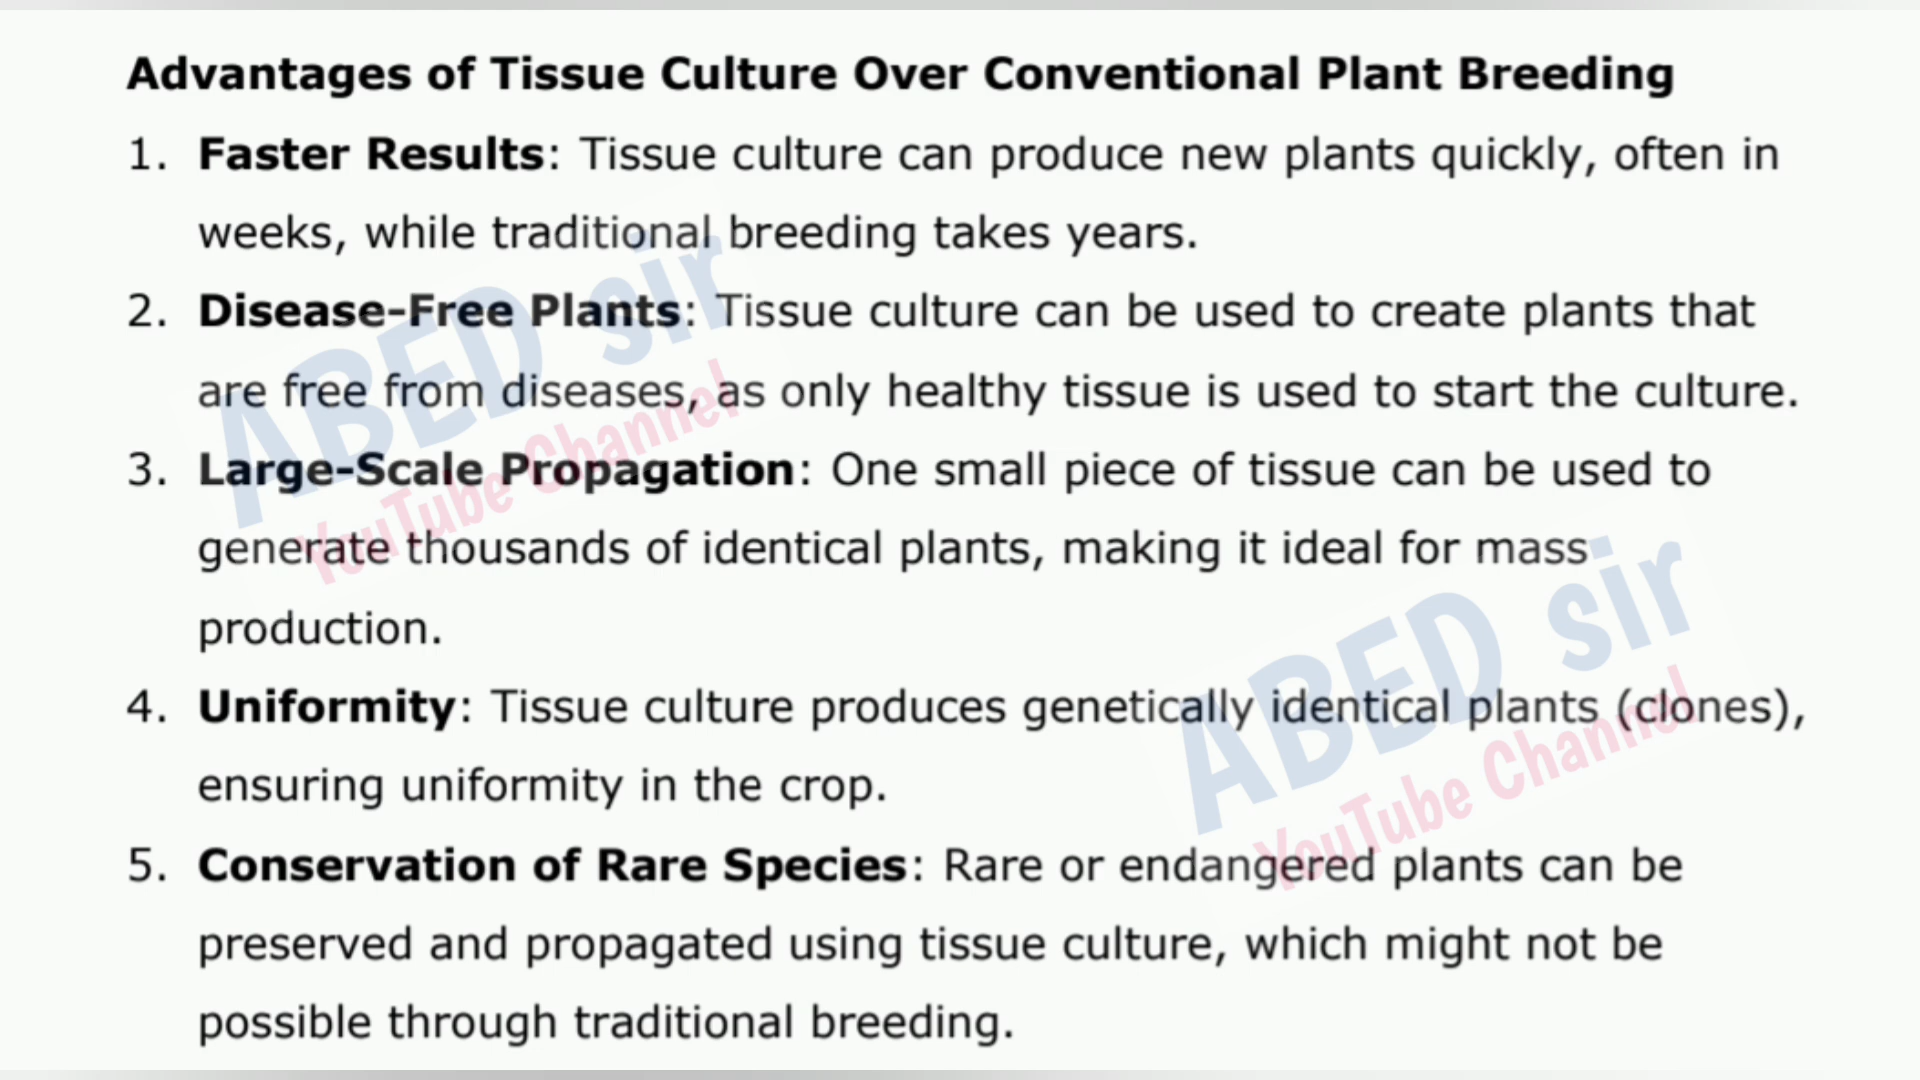 Advantages of Tissue Culture Over Conventional Plant Breeding
1. Faster Results: Tissue culture can produce new plants quickly, often in
weeks, while traditional breeding takes years.
2. Disease-Free Plants: Tissue culture can be used to create plants that
are free from diseases, as only healthy tissue is used to start the culture.
3. Large-Scale Propagation: One small piece of tissue can be used to
generate thousands of identical plants, making it ideal for mass
production.
4. Uniformity: Tissue culture produces genetically identical plants (clones),
ensuring uniformity in the crop.
5. Conservation of Rare Species: Rare or endangered plants can be
preserved and propagated using tissue culture, which might not be
possible through traditional breeding.
ABED sir
YouTube Channel
ABED sir
YouTube Channel